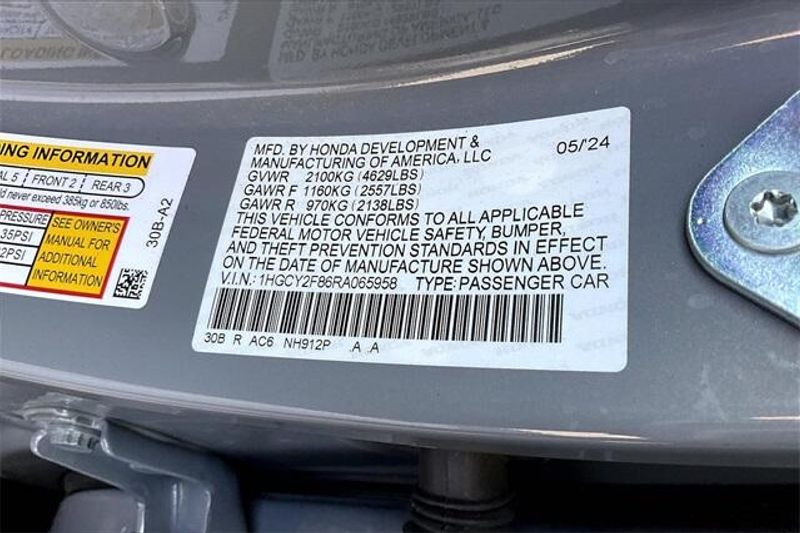 LOADING IN
MFD. BY HONDA DEVELOPMENT &
MANUFACTURING OF AMERICA, LLC
05/'24
GVWR 2100KG (4629LBS)
GAWR F 1160KG (2557LBS)
GAWR R 970KG (2138LBS)
THIS VEHICLE CONFORMS TO ALL APPLICABLE
FEDERAL MOTOR VEHICLE SAFETY, BUMPER,
AND THEFT PREVENTION STANDARDS IN EFFECT
ON THE DATE OF MANUFACTURE SHOWN ABOVE.
V.I.N.: 1HGCY2F86RA065958 TYPE: PASSENGER CAR
30B R AC6 NH912P .A .A
ING INFORMATION
AL 5 FRONT 2 REAR 3
ld never exceed 385kg or 850lbs.
PRESSURE
35PSI
2PSI
SEE OWNER'S
MANUAL FOR
ADDITIONAL
INFORMATION
30B-A2